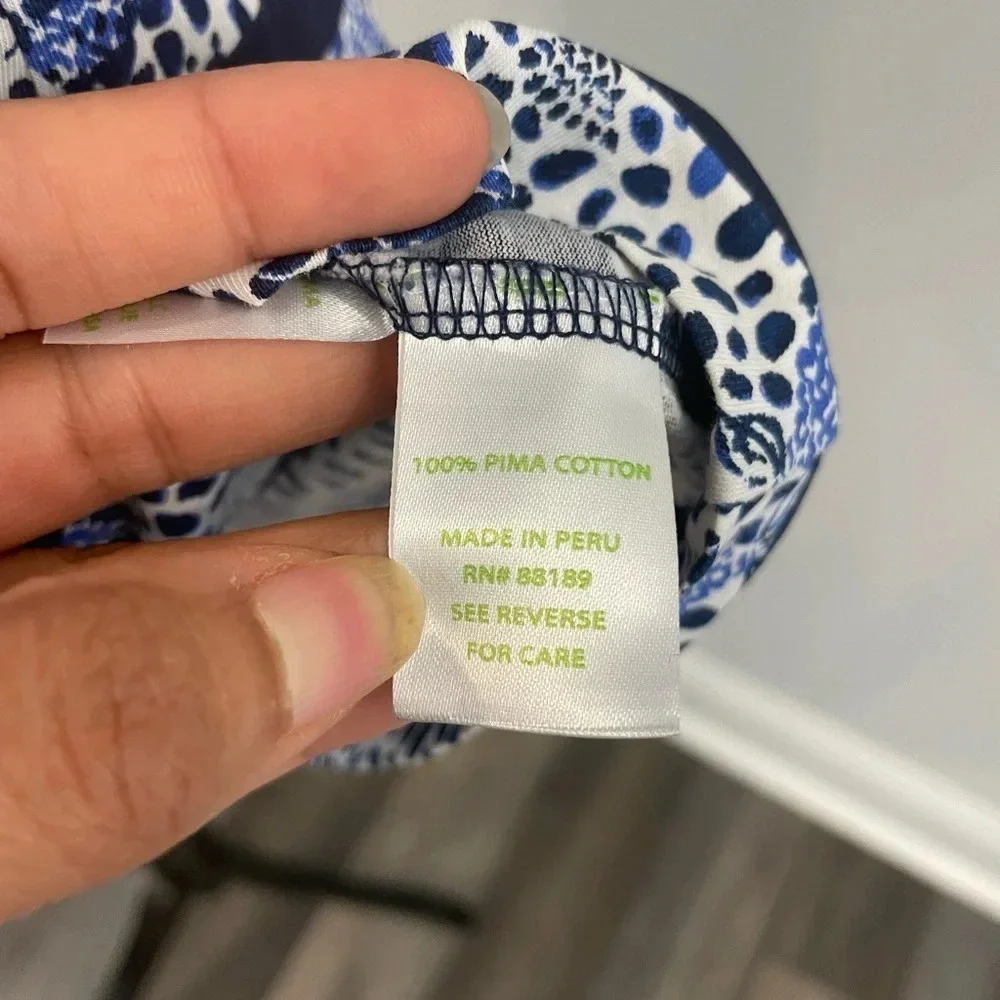 100% PIMA COTTON
MADE IN PERU
RN# 88189
SEE REVERSE
FOR CARE